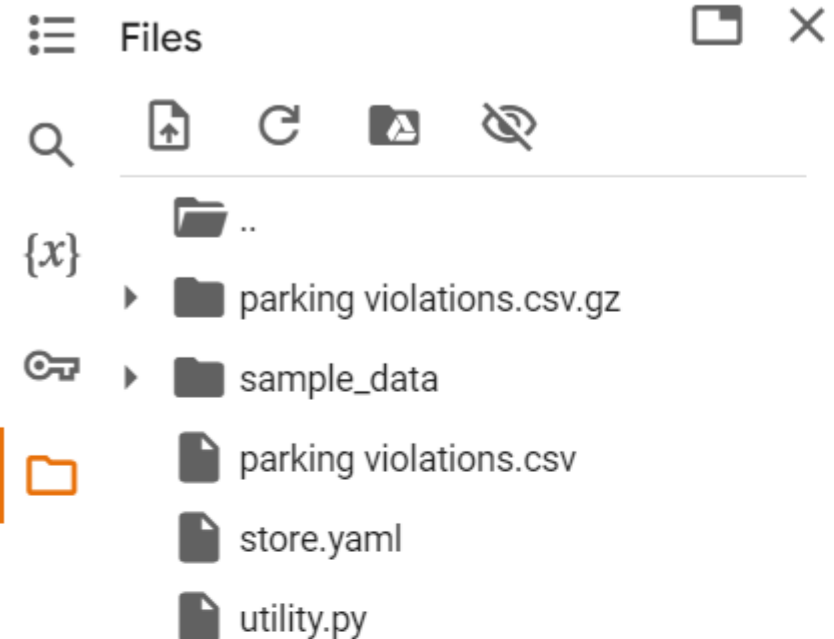 Files
{x}
..
parking violations.csv.gz
sample_data
parking violations.csv
store.yaml
utility.py